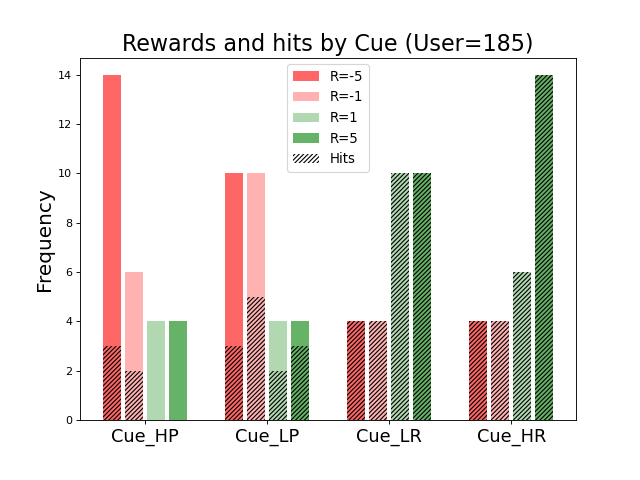 Rewards and hits by Cue (User=185)
R=-5
R=-1
R=1
R=5
Hits
Frequency
14
12
10
8
6
4
2
0
Cue_HP
Cue_LP
Cue_LR
Cue_HR